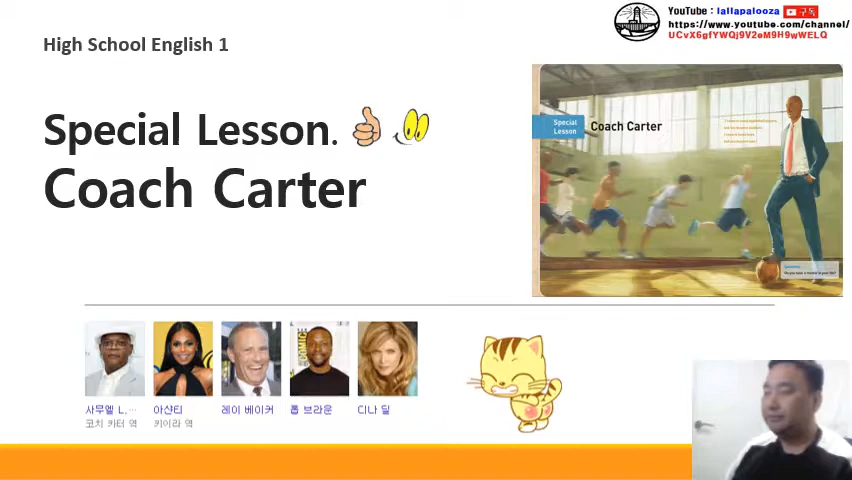 High School English 1
YouTube : lallapalooza 구독
https://www.youtube.com/channel/
UCvX6gfYWQj9V2eM9H9wWELQ
Special Lesson.
Coach Carter
Special
Lesson
Coach Carter
사무엘 L.…
코치 카터 역
아샨티
키이라 역
레이 베이커
롭 브라운
디나 딜